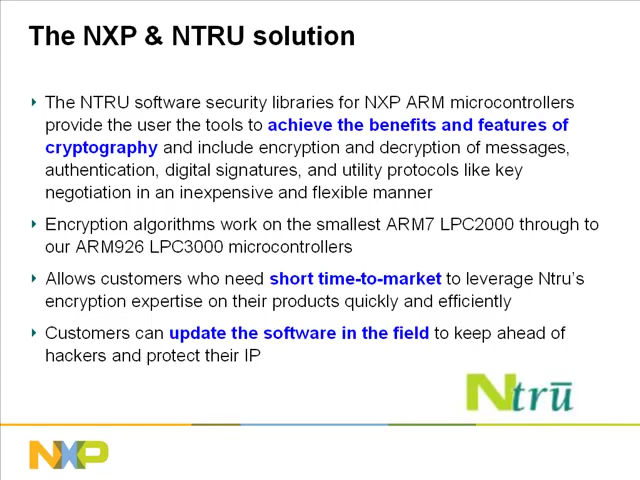 The NXP & NTRU solution
The NTRU software security libraries for NXP ARM microcontrollers
provide the user the tools to achieve the benefits and features of
cryptography and include encryption and decryption of messages,
authentication, digital signatures, and utility protocols like key
negotiation in an inexpensive and flexible manner
Encryption algorithms work on the smallest ARM7 LPC2000 through to
our ARM926 LPC3000 microcontrollers
Allows customers who need short time-to-market to leverage Ntru's
encryption expertise on their products quickly and efficiently
Customers can update the software in the field to keep ahead of
hackers and protect their IP
Ntrū
NXP